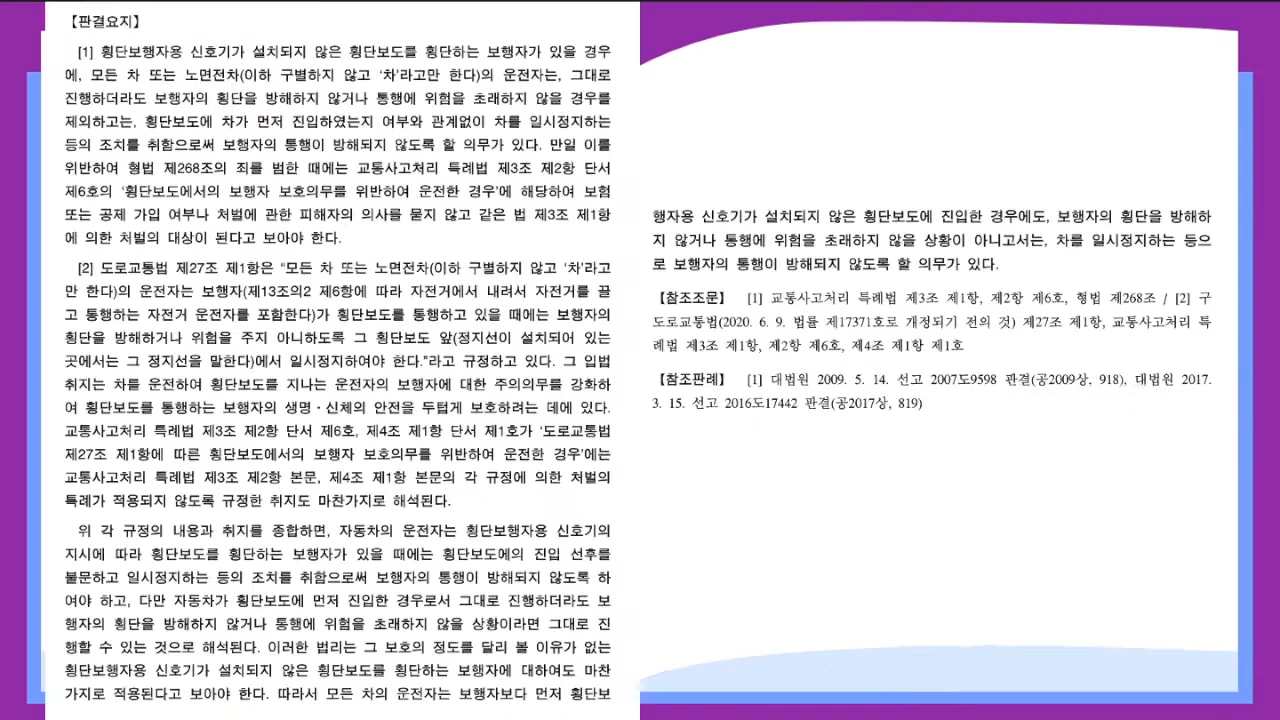 【판결요지】
[1] 횡단보행자용 신호기가 설치되지 않은 횡단보도를 횡단하는 보행자가 있을 경우
에, 모든 차 또는 노면전차(이하 구별하지 않고 ‘차’라고만 한다)의 운전자는, 그대로
진행하더라도 보행자의 횡단을 방해하지 않거나 통행에 위험을 초래하지 않을 경우를
제외하고는, 횡단보도에 차가 먼저 진입하였는지 여부와 관계없이 차를 일시정지하는
등의 조치를 취함으로써 보행자의 통행이 방해되지 않도록 할 의무가 있다. 만일 이를
위반하여 형법 제268조의 죄를 범한 때에는 교통사고처리 특례법 제3조 제2항 단서
제6호의 ‘횡단보도에서의 보행자 보호의무를 위반하여 운전한 경우’에 해당하여 보험
또는 공제 가입 여부나 처벌에 관한 피해자의 의사를 묻지 않고 같은 법 제3조 제1항
에 의한 처벌의 대상이 된다고 보아야 한다.
[2] 도로교통법 제27조 제1항은 “모든 차 또는 노면전차(이하 구별하지 않고 ‘차’라고
만 한다)의 운전자는 보행자(제13조의2 제6항에 따라 자전거에서 내려서 자전거를 끌
고 통행하는 자전거 운전자를 포함한다)가 횡단보도를 통행하고 있을 때에는 보행자의
횡단을 방해하거나 위험을 주지 아니하도록 그 횡단보도 앞(정지선이 설치되어 있는
곳에서는 그 정지선을 말한다)에서 일시정지하여야 한다.”라고 규정하고 있다. 그 입법
취지는 차를 운전하여 횡단보도를 지나는 운전자의 보행자에 대한 주의의무를 강화하
여 횡단보도를 통행하는 보행자의 생명·신체의 안전을 두텁게 보호하려는 데에 있다.
교통사고처리 특례법 제3조 제2항 단서 제6호, 제4조 제1항 단서 제1호가 ‘도로교통법
제27조 제1항에 따른 횡단보도에서의 보행자 보호의무를 위반하여 운전한 경우’에는
교통사고처리 특례법 제3조 제2항 본문, 제4조 제1항 본문의 각 규정에 의한 처벌의
특례가 적용되지 않도록 규정한 취지도 마찬가지로 해석된다.
위 각 규정의 내용과 취지를 종합하면, 자동차의 운전자는 횡단보행자용 신호기의
지시에 따라 횡단보도를 횡단하는 보행자가 있을 때에는 횡단보도에의 진입 선후를
불문하고 일시정지하는 등의 조치를 취함으로써 보행자의 통행이 방해되지 않도록 하
여야 하고, 다만 자동차가 횡단보도에 먼저 진입한 경우로서 그대로 진행하더라도 보
행자의 횡단을 방해하지 않거나 통행에 위험을 초래하지 않을 상황이라면 그대로 진
행할 수 있는 것으로 해석된다. 이러한 법리는 그 보호의 정도를 달리 볼 이유가 없는
횡단보행자용 신호기가 설치되지 않은 횡단보도를 횡단하는 보행자에 대하여도 마찬
가지로 적용된다고 보아야 한다. 따라서 모든 차의 운전자는 보행자보다 먼저 횡단보
행자용 신호기가 설치되지 않은 횡단보도에 진입한 경우에도, 보행자의 횡단을 방해하
지 않거나 통행에 위험을 초래하지 않을 상황이 아니고서는, 차를 일시정지하는 등으
로 보행자의 통행이 방해되지 않도록 할 의무가 있다.
【참조조문】 [1] 교통사고처리 특례법 제3조 제1항, 제2항 제6호, 형법 제268조 / [2] 구
도로교통법(2020. 6. 9. 법률 제17371호로 개정되기 전의 것) 제27조 제1항, 교통사고처리 특
례법 제3조 제1항, 제2항 제6호, 제4조 제1항 제1호
【참조판례】 [1] 대법원 2009. 5. 14. 선고 2007도9598 판결(공2009상, 918), 대법원 2017.
3. 15. 선고 2016도17442 판결(공2017상, 819)